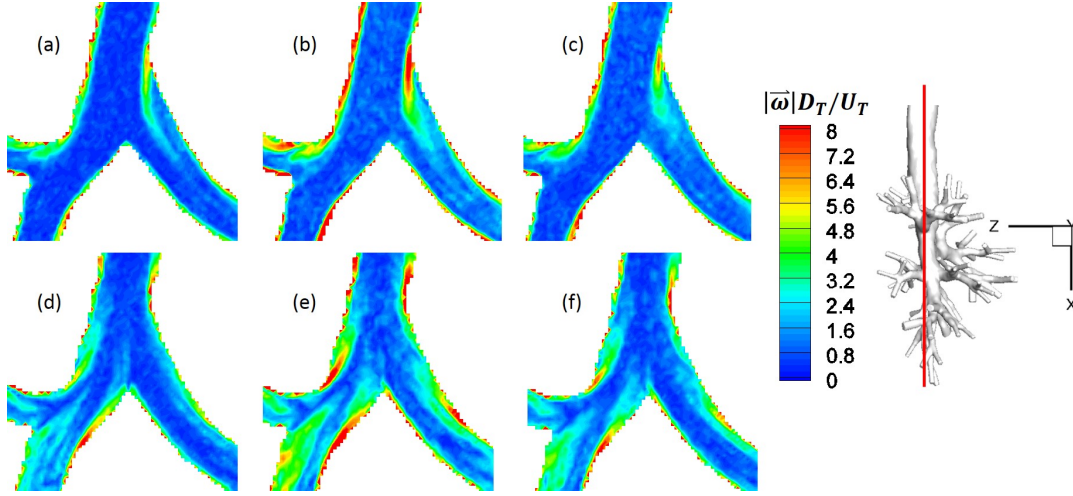 (a)
(b)
(c)
(d)
(e)
(f)
|ω⃗|D_T/U_T
8
7.2
6.4
5.6
4.8
4
3.2
2.4
1.6
0.8
0
Z
Y
X